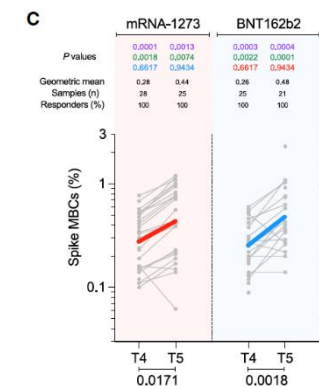 C
mRNA-1273 BNT162b2
0.0001 0.0013 0.0003 0.0004
P values 0.0018 0.0074 0.0022 0.0001
0.6617 0.9434 0.6617 0.9434
Geometric mean 0.28 0.44 0.26 0.48
Samples (n) 28 25 25 21
Responders (%) 100 100 100 100
3
1
0.1
Spike MBCs (%)
T4 T5 T4 T5
0.0171 0.0018